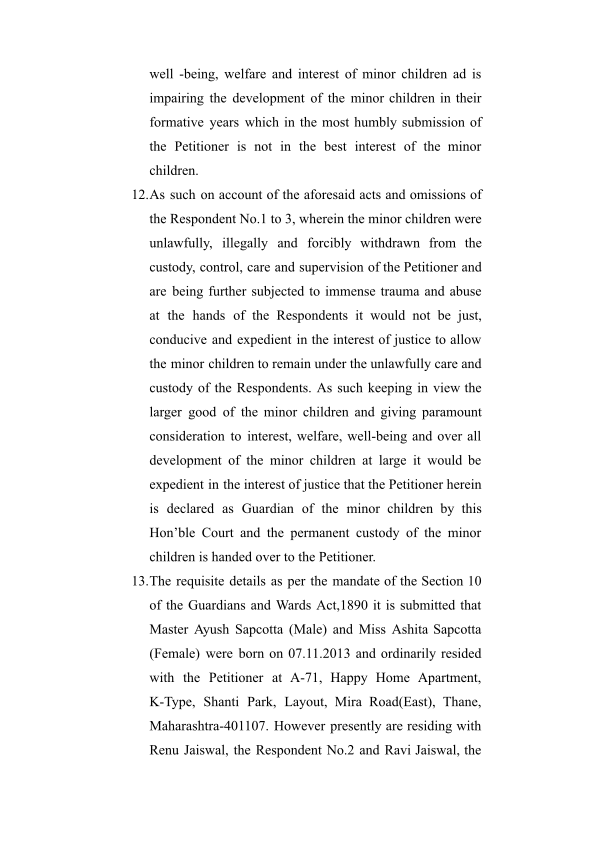 well -being, welfare and interest of minor children ad is
impairing the development of the minor children in their
formative years which in the most humbly submission of
the Petitioner is not in the best interest of the minor
children.
12.As such on account of the aforesaid acts and omissions of
the Respondent No.1 to 3, wherein the minor children were
unlawfully, illegally and forcibly withdrawn from the
custody, control, care and supervision of the Petitioner and
are being further subjected to immense trauma and abuse
at the hands of the Respondents it would not be just,
conducive and expedient in the interest of justice to allow
the minor children to remain under the unlawfully care and
custody of the Respondents. As such keeping in view the
larger good of the minor children and giving paramount
consideration to interest, welfare, well-being and over all
development of the minor children at large it would be
expedient in the interest of justice that the Petitioner herein
is declared as Guardian of the minor children by this
Hon’ble Court and the permanent custody of the minor
children is handed over to the Petitioner.
13.The requisite details as per the mandate of the Section 10
of the Guardians and Wards Act,1890 it is submitted that
Master Ayush Sapcotta (Male) and Miss Ashita Sapcotta
(Female) were born on 07.11.2013 and ordinarily resided
with the Petitioner at A-71, Happy Home Apartment,
K-Type, Shanti Park, Layout, Mira Road(East), Thane,
Maharashtra-401107. However presently are residing with
Renu Jaiswal, the Respondent No.2 and Ravi Jaiswal, the